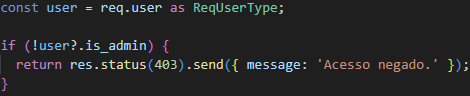 const user = req.user as ReqUserType;
if (!user?.is_admin) {
return res.status(403).send({ message: 'Acesso negado.' });
}